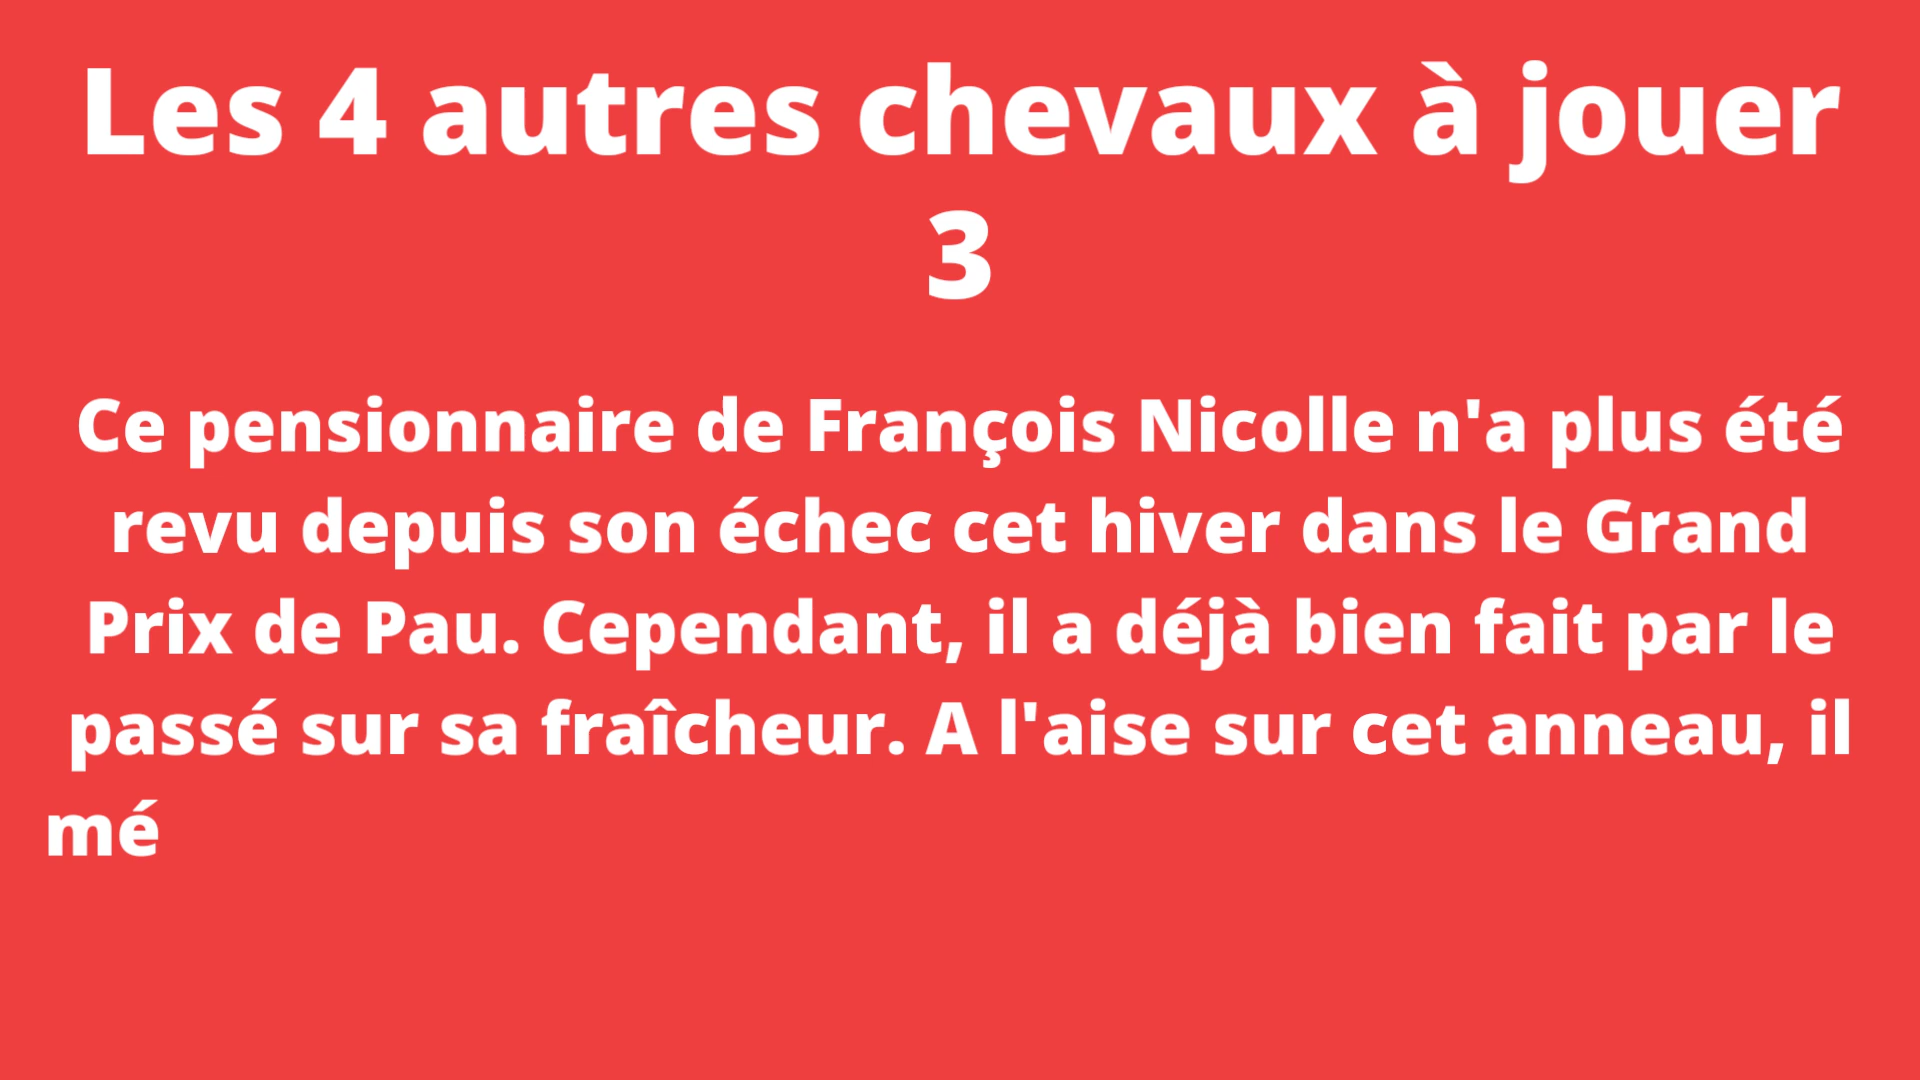 Les 4 autres chevaux à jouer
3
Ce pensionnaire de François Nicolle n'a plus été
revu depuis son échec cet hiver dans le Grand
Prix de Pau. Cependant, il a déjà bien fait par le
passé sur sa fraîcheur. A l'aise sur cet anneau, il
mé